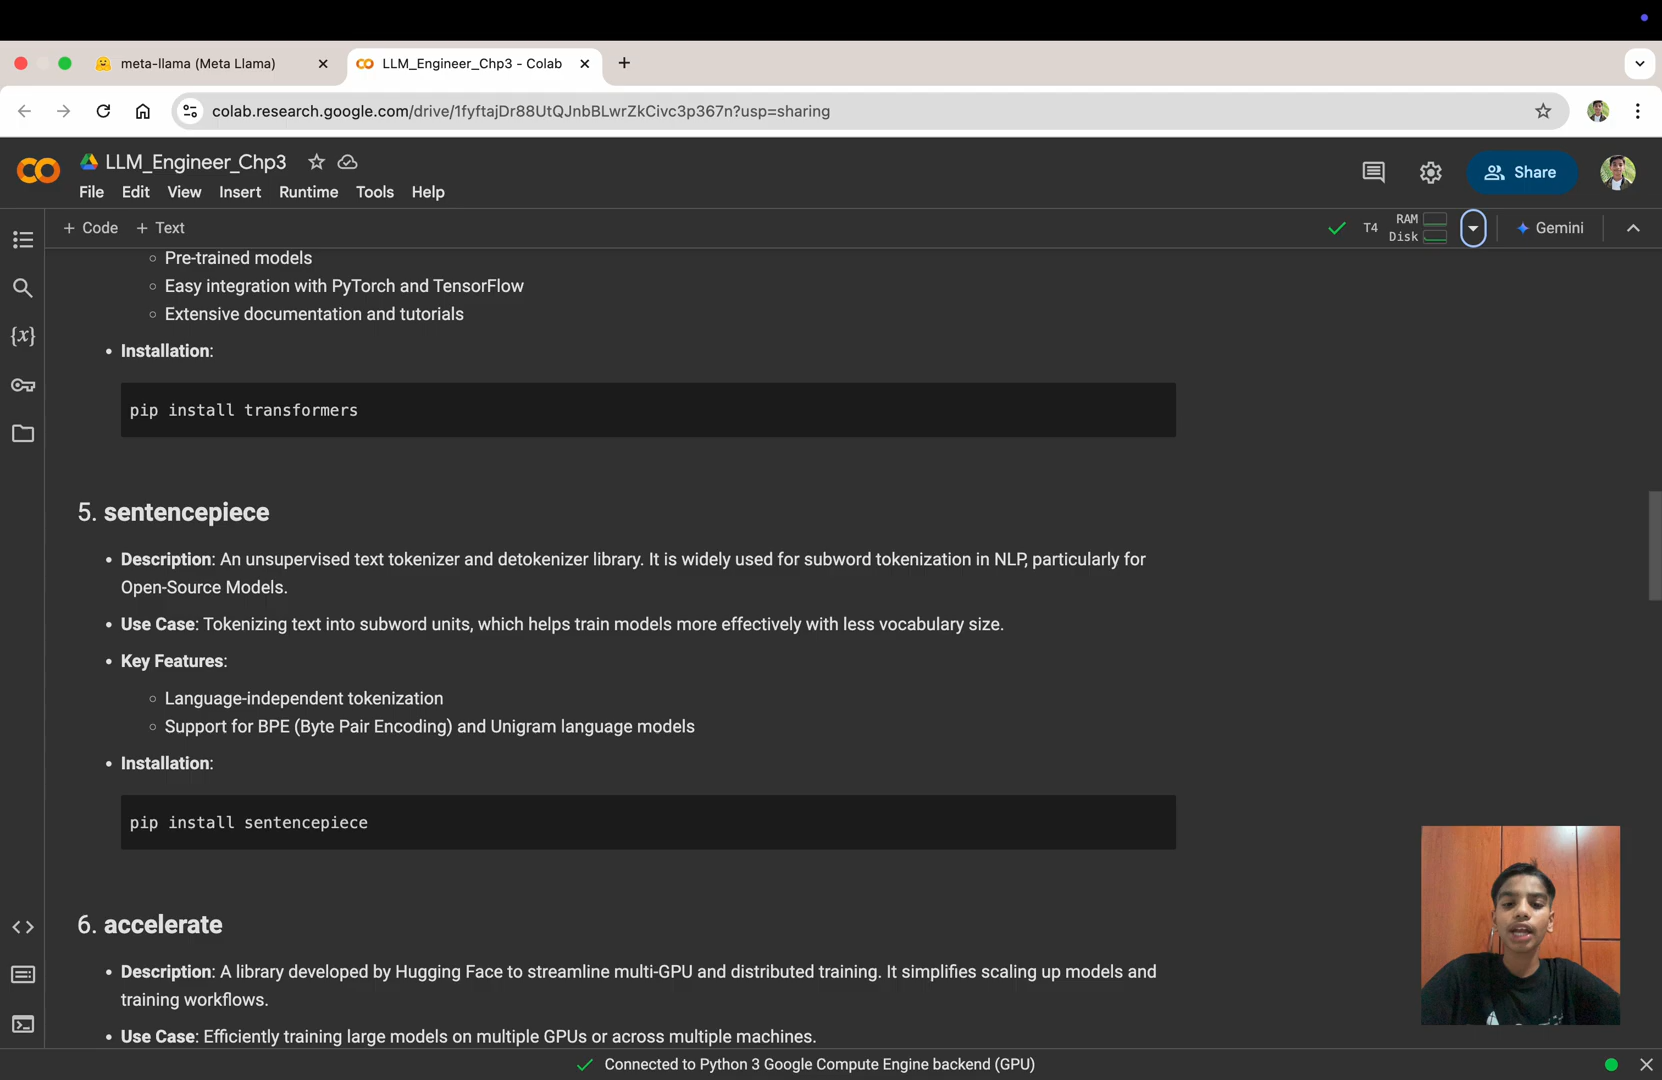 meta-llama (Meta Llama)
LLM_Engineer_Chp3 - Colab
colab.research.google.com/drive/1fyftajDr88UtQJnbBLwrZkCivc3p367n?usp=sharing
LLM_Engineer_Chp3
File Edit View Insert Runtime Tools Help
Share
+ Code + Text
T4 RAM Disk Gemini
Pre-trained models
Easy integration with PyTorch and TensorFlow
Extensive documentation and tutorials
Installation:
pip install transformers
5. sentencepiece
Description: An unsupervised text tokenizer and detokenizer library. It is widely used for subword tokenization in NLP, particularly for
Open-Source Models.
Use Case: Tokenizing text into subword units, which helps train models more effectively with less vocabulary size.
Key Features:
Language-independent tokenization
Support for BPE (Byte Pair Encoding) and Unigram language models
Installation:
pip install sentencepiece
6. accelerate
Description: A library developed by Hugging Face to streamline multi-GPU and distributed training. It simplifies scaling up models and
training workflows.
Use Case: Efficiently training large models on multiple GPUs or across multiple machines.
Connected to Python 3 Google Compute Engine backend (GPU)